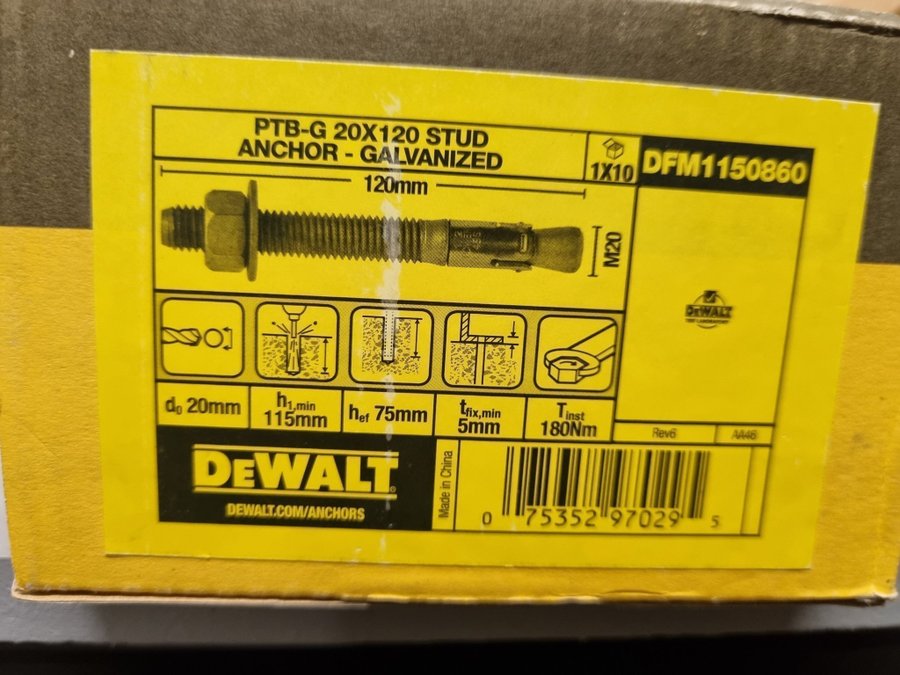 PTB-G 20X120 STUD
ANCHOR - GALVANIZED
1X10
DFM1150860
120mm
M20
DEWALT
d₀ 20mm
h1,min
115mm
hef 75mm
tfix,min
5mm
Tinst
180Nm
Rev6
AA46
DEWALT®
DEWALT.COM/ANCHORS
Made in China
0 75352 97029 5